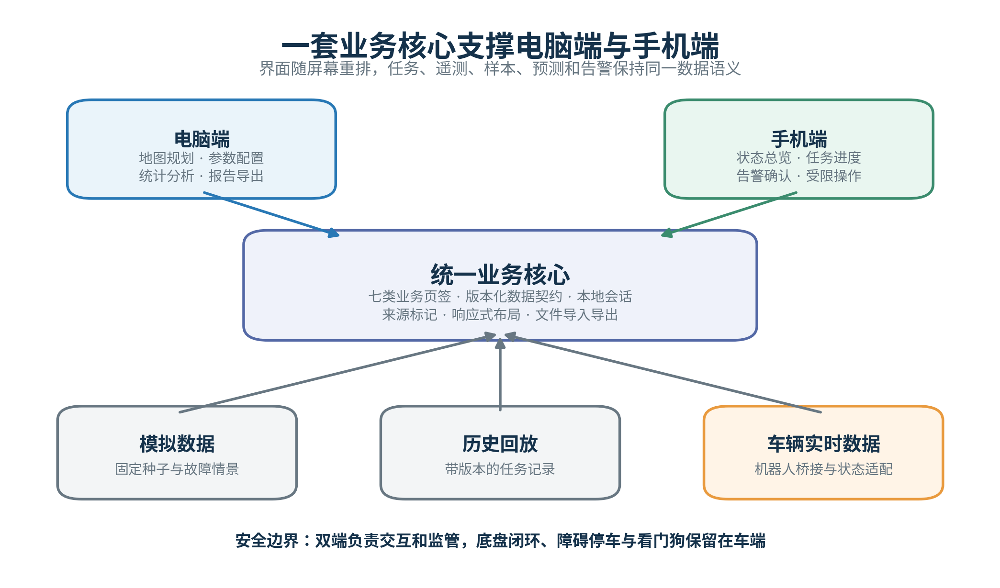 一套业务核心支撑电脑端与手机端
界面随屏幕重排，任务、遥测、样本、预测和告警保持同一数据语义
电脑端
地图规划 · 参数配置
统计分析 · 报告导出
手机端
状态总览 · 任务进度
告警确认 · 受限操作
统一业务核心
七类业务页签 · 版本化数据契约 · 本地会话
来源标记 · 响应式布局 · 文件导入导出
模拟数据
固定种子与故障情景
历史回放
带版本的任务记录
车辆实时数据
机器人桥接与状态适配
安全边界：双端负责交互和监管，底盘闭环、障碍停车与看门狗保留在车端